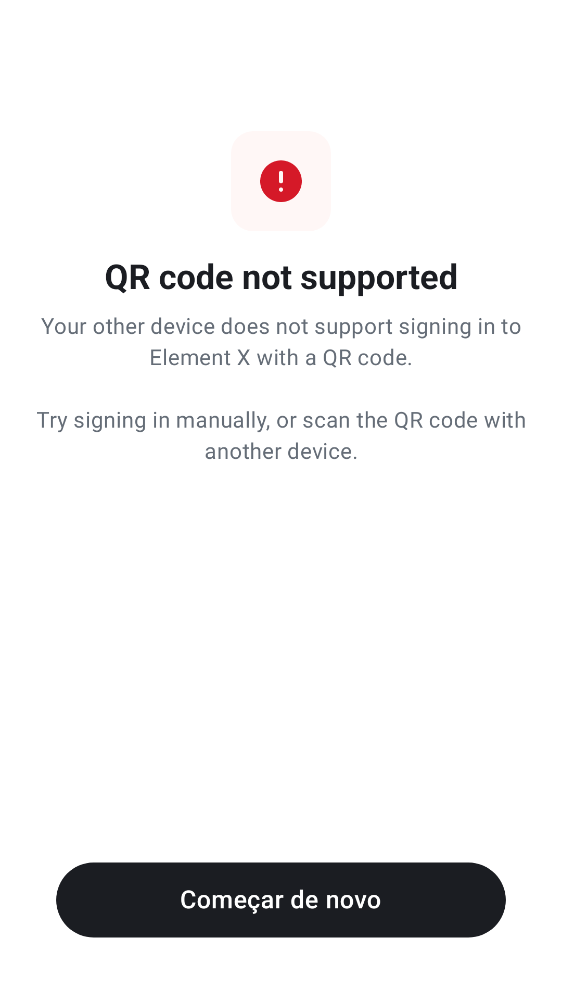 QR code not supported
Your other device does not support signing in to
Element X with a QR code.
Try signing in manually, or scan the QR code with
another device.
Começar de novo